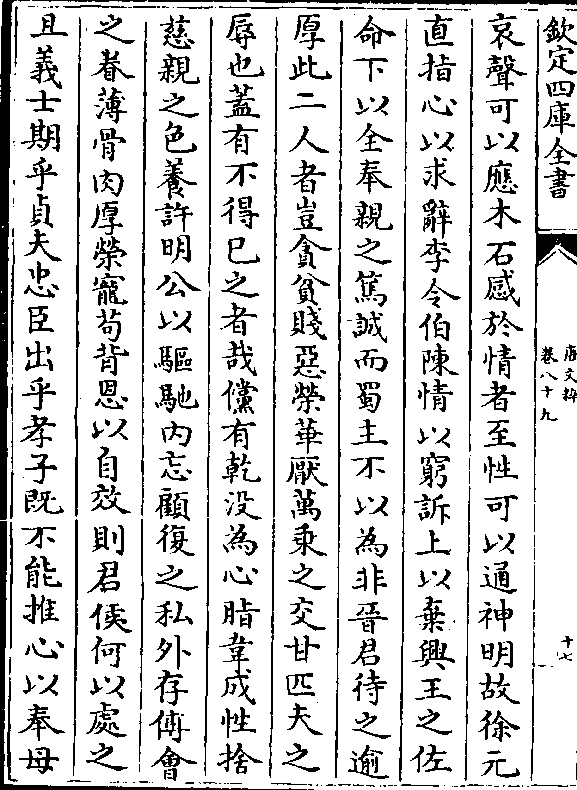 欽定四庫全書
唐文粹
卷八十九
十七
哀聲可以應木石感於情者至性可以通神明故徐元
直指心以求辭李令伯陳情以窮訴上以棄興王之佐
命下以全奉親之篤誠而蜀主不以為非晉君待之逾
厚此二人者豈貪貧賤惡榮華厭萬乗之交甘匹夫之
辱也蓋有不得已之者哉儻有乾没為心脂韋成性捨
慈親之色養許明公以驅馳内忘顧復之私外存傅會
之眷薄骨肉厚榮寵苟背恩以自效則君侯何以處之
且義士期乎貞夫忠臣出乎孝子既不能推心以奉母